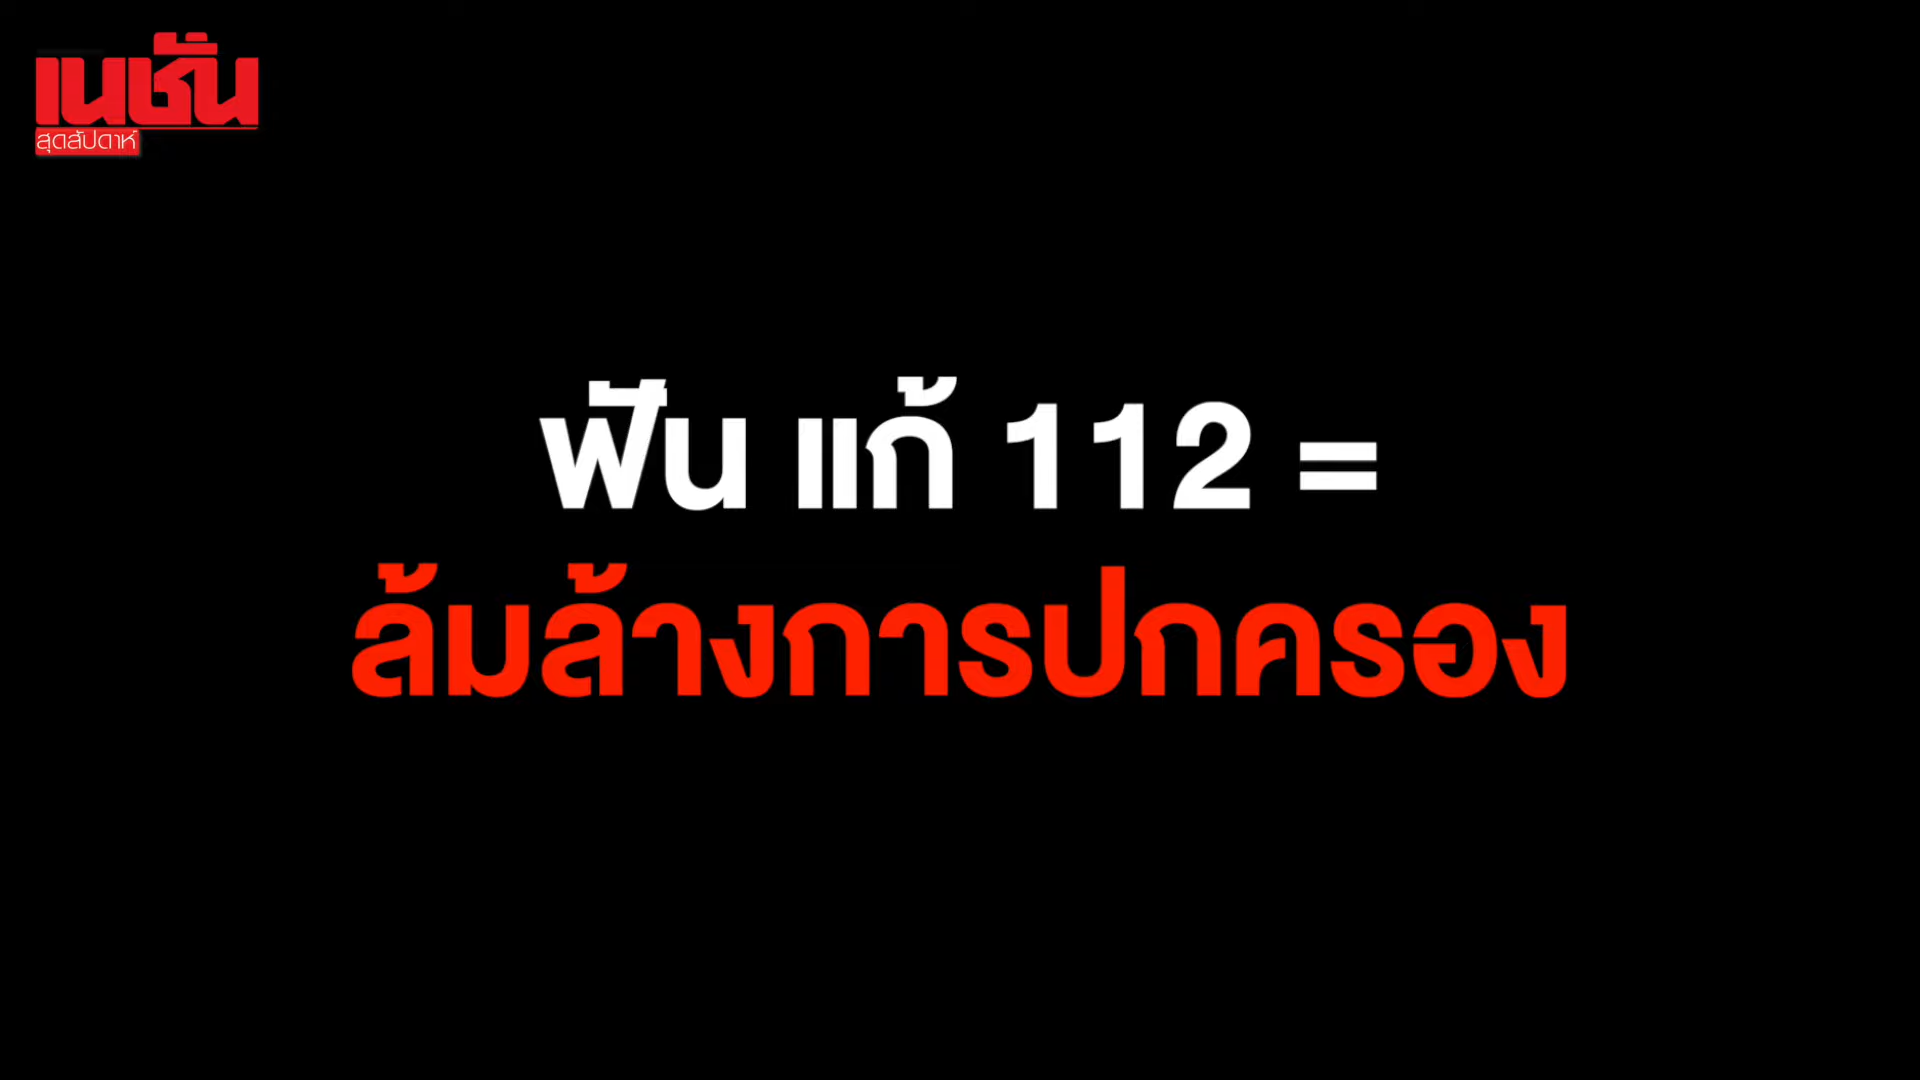 เนชั่น
สุดสัปดาห์
ฟัน แก้ 112 =
ล้มล้างการปกครอง